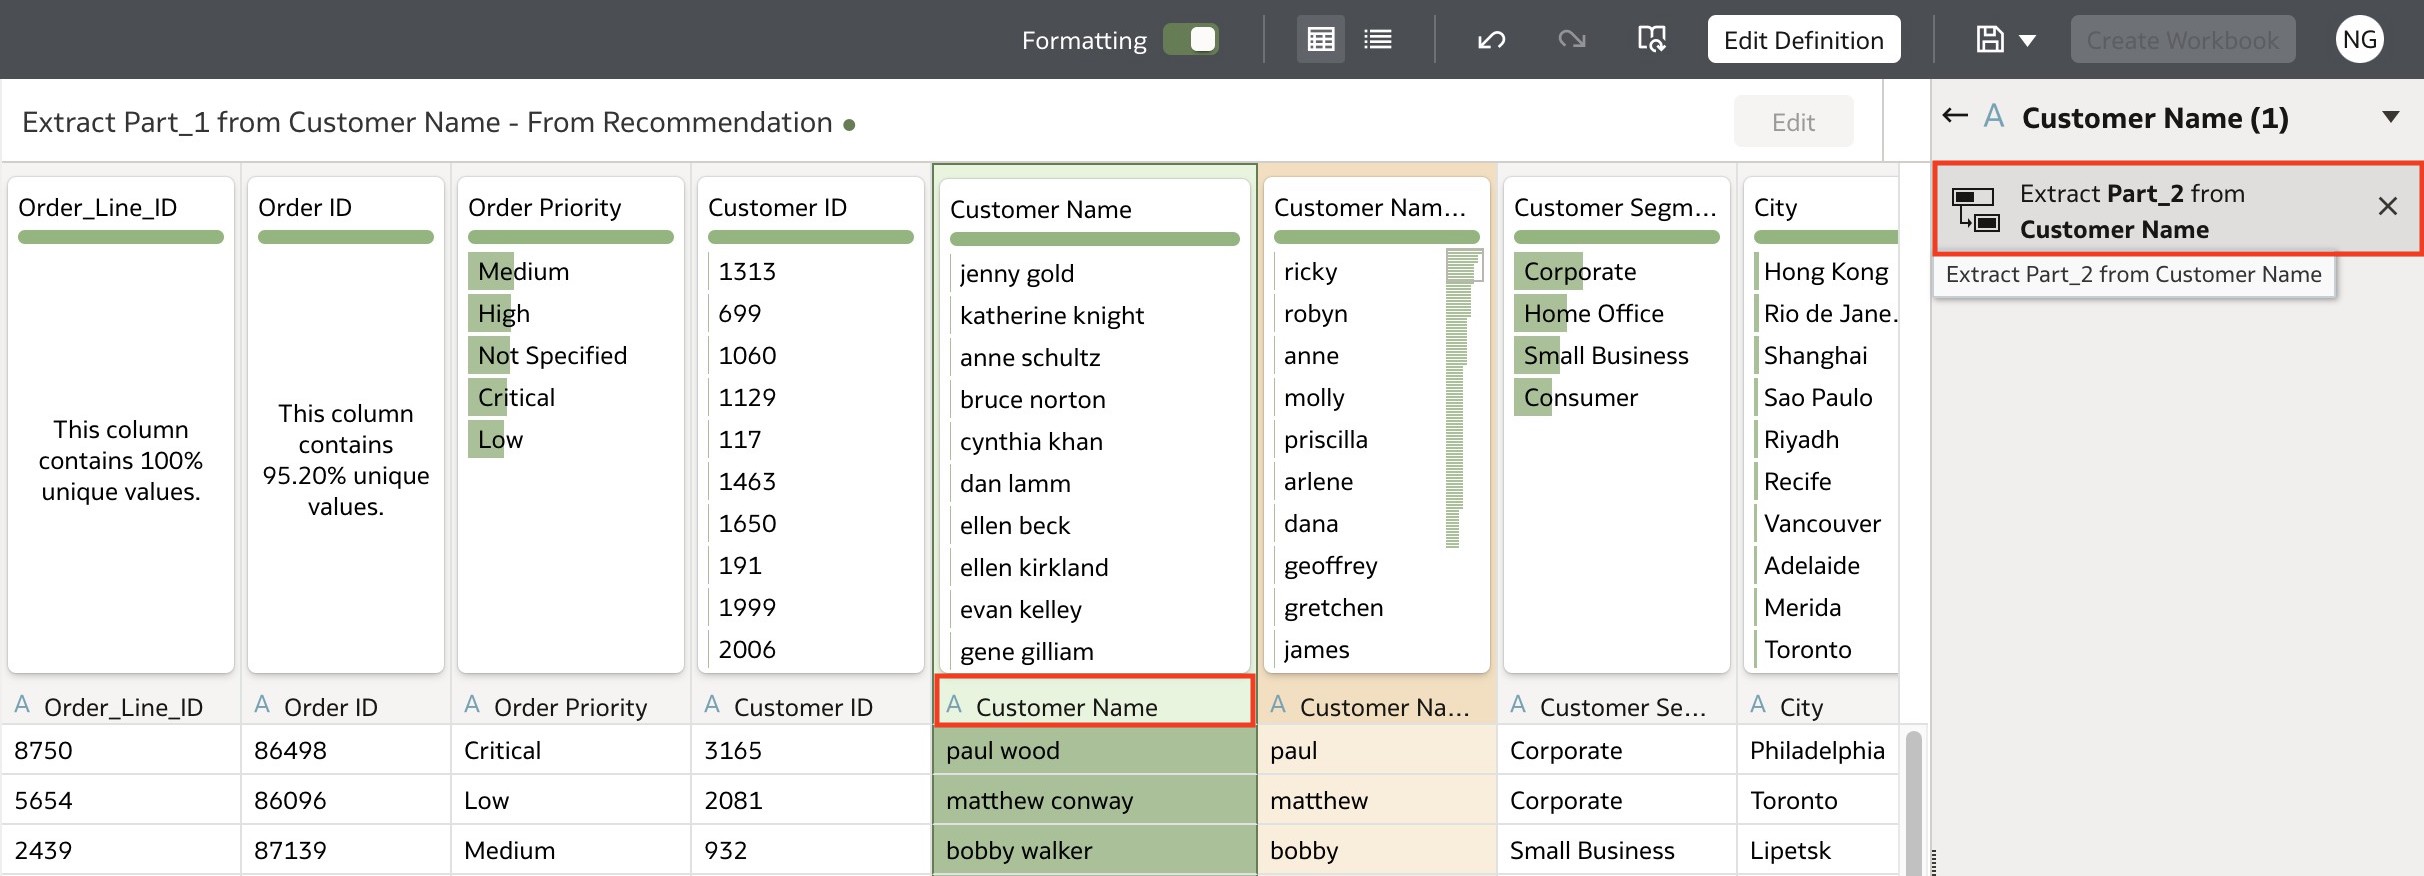 Formatting
Edit Definition
Create Workbook
NG
Extract Part_1 from Customer Name - From Recommendation
Edit
A Customer Name (1)
Extract Part_2 from
Customer Name
Extract Part_2 from Customer Name
Order_Line_ID
This column
contains 100%
unique values.
Order ID
This column
contains
95.20% unique
values.
Order Priority
Medium
High
Not Specified
Critical
Low
Customer ID
1313
699
1060
1129
117
1463
1650
191
1999
2006
Customer Name
jenny gold
katherine knight
anne schultz
bruce norton
cynthia khan
dan lamm
ellen beck
ellen kirkland
evan kelley
gene gilliam
Customer Nam...
ricky
robyn
anne
molly
priscilla
arlene
dana
geoffrey
gretchen
james
Customer Segm...
Corporate
Home Office
Small Business
Consumer
City
Hong Kong
Rio de Jane.
Shanghai
Sao Paulo
Riyadh
Recife
Vancouver
Adelaide
Merida
Toronto
A Order_Line_ID A Order ID A Order Priority A Customer ID A Customer Name A Customer Na... A Customer Se... A City
8750 86498 Critical 3165 paul wood paul Corporate Philadelphia
5654 86096 Low 2081 matthew conway matthew Corporate Toronto
2439 87139 Medium 932 bobby walker bobby Small Business Lipetsk